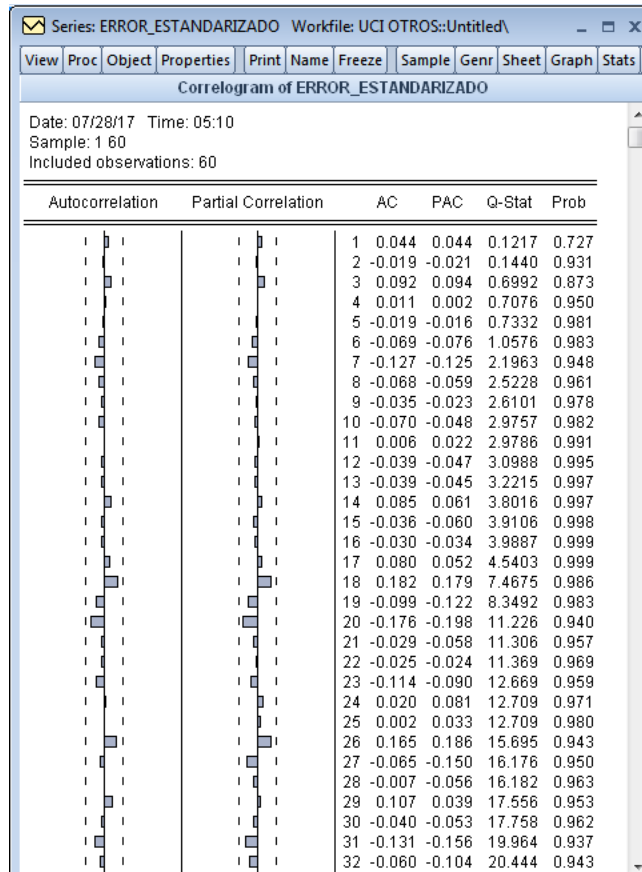 Series: ERROR_ESTANDARIZADO Workfile: UCI OTROS::Untitled\
View Proc Object Properties Print Name Freeze Sample Genr Sheet Graph Stats
Correlogram of ERROR_ESTANDARIZADO
Date: 07/28/17 Time: 05:10
Sample: 1 60
Included observations: 60
Autocorrelation Partial Correlation AC PAC Q-Stat Prob
1 0.044 0.044 0.1217 0.727
2 -0.019 -0.021 0.1440 0.931
3 0.092 0.094 0.6992 0.873
4 0.011 0.002 0.7076 0.950
5 -0.019 -0.016 0.7332 0.981
6 -0.069 -0.076 1.0576 0.983
7 -0.127 -0.125 2.1963 0.948
8 -0.068 -0.059 2.5228 0.961
9 -0.035 -0.023 2.6101 0.978
10 -0.070 -0.048 2.9757 0.982
11 0.006 0.022 2.9786 0.991
12 -0.039 -0.047 3.0988 0.995
13 -0.039 -0.045 3.2215 0.997
14 0.085 0.061 3.8016 0.997
15 -0.036 -0.060 3.9106 0.998
16 -0.030 -0.034 3.9887 0.999
17 0.080 0.052 4.5403 0.999
18 0.182 0.179 7.4675 0.986
19 -0.099 -0.122 8.3492 0.983
20 -0.176 -0.198 11.226 0.940
21 -0.029 -0.058 11.306 0.957
22 -0.025 -0.024 11.369 0.969
23 -0.114 -0.090 12.669 0.959
24 0.020 0.081 12.709 0.971
25 0.002 0.033 12.709 0.980
26 0.165 0.186 15.695 0.943
27 -0.065 -0.150 16.176 0.950
28 -0.007 -0.056 16.182 0.963
29 0.107 0.039 17.556 0.953
30 -0.040 -0.053 17.758 0.962
31 -0.131 -0.156 19.964 0.937
32 -0.060 -0.104 20.444 0.943